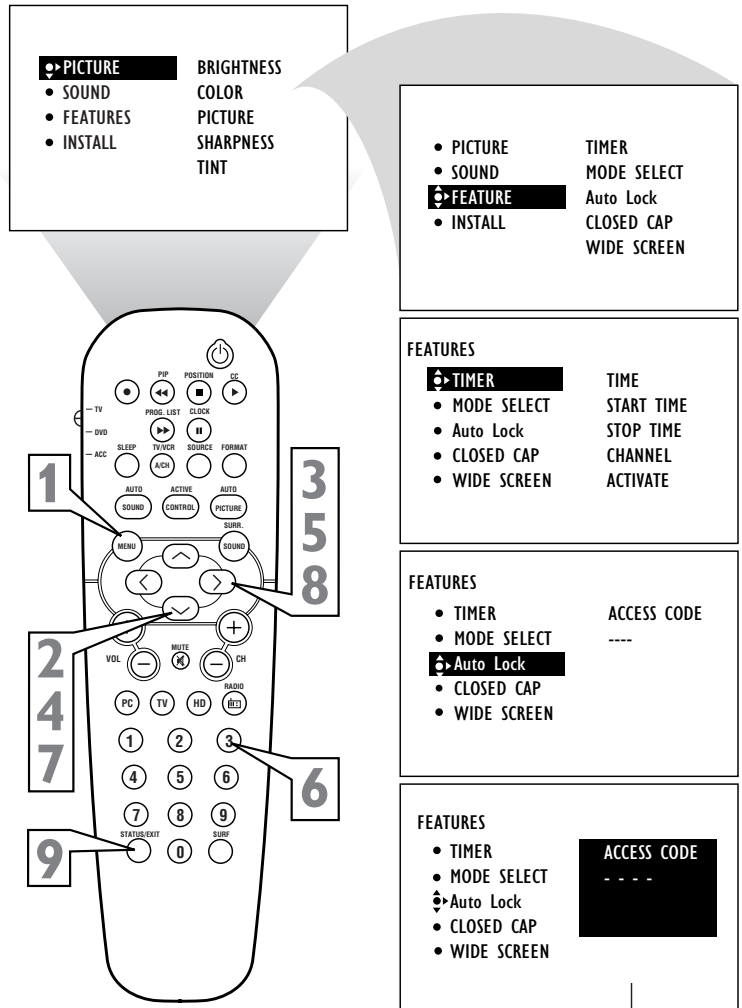 PICTURE BRIGHTNESS
SOUND COLOR
FEATURES PICTURE
INSTALL SHARPNESS
TINT
PICTURE TIMER
SOUND MODE SELECT
FEATURE Auto Lock
INSTALL CLOSED CAP
WIDE SCREEN
FEATURES
TIMER TIME
MODE SELECT START TIME
Auto Lock STOP TIME
CLOSED CAP CHANNEL
WIDE SCREEN ACTIVATE
FEATURES
TIMER ACCESS CODE
MODE SELECT ----
Auto Lock
CLOSED CAP
WIDE SCREEN
FEATURES
TIMER ACCESS CODE
MODE SELECT - - - -
Auto Lock
CLOSED CAP
WIDE SCREEN
PIP POSITION CC
TV
PROG. LIST CLOCK
DVD
ACC
SLEEP TV/VCR SOURCE FORMAT
A/CH
AUTO ACTIVE AUTO
SOUND CONTROL PICTURE
SURR.
MENU SOUND
+
VOL − MUTE − CH
RADIO
PC TV HD
1 2 3
4 5 6
7 8 9
STATUS/EXIT SURF
0
1
3
5
8
2
4
7
6
9